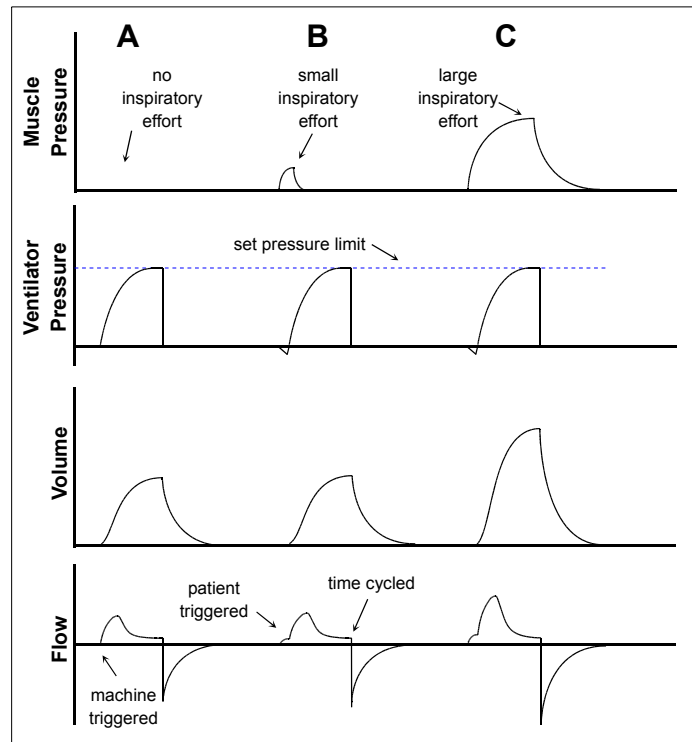 A
B
C
no
inspiratory
effort
small
inspiratory
effort
large
inspiratory
effort
Muscle
Pressure
set pressure limit
Ventilator
Pressure
Volume
patient
triggered
time cycled
Flow
machine
triggered